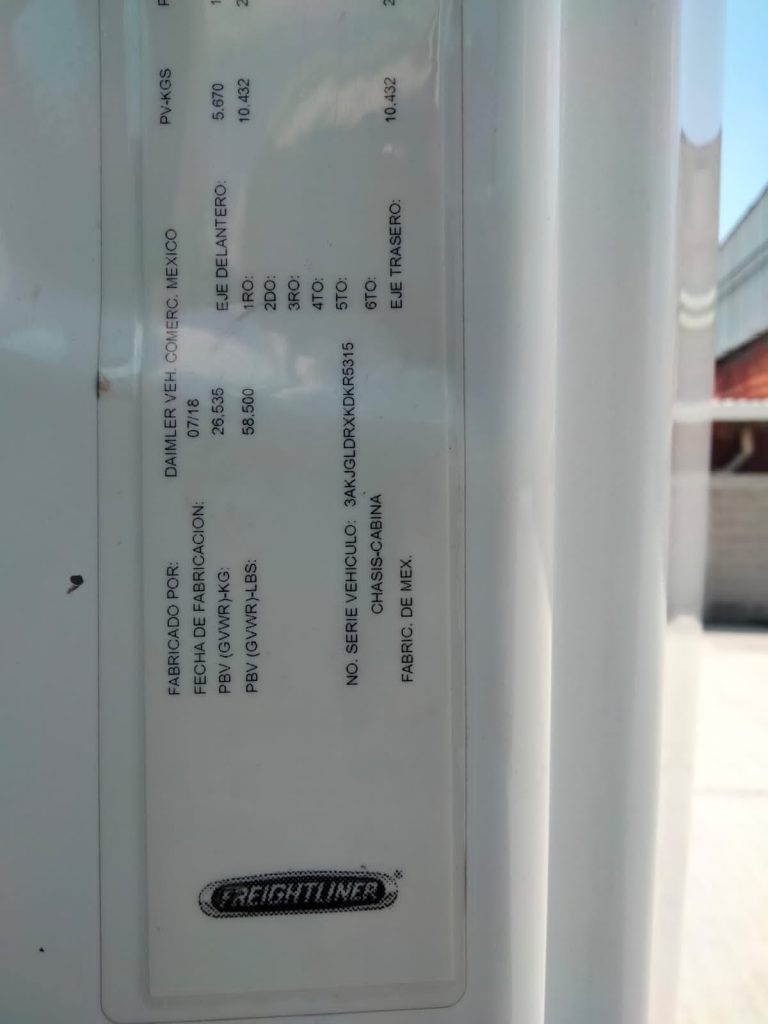 FREIGHTLINER®
FABRICADO POR: DAIMLER VEH. COMERC. MEXICO PV-KGS
FECHA DE FABRICACION: 07/18
PBV (GVWR)-KG: 26.535 EJE DELANTERO: 5.670
PBV (GVWR)-LBS: 58.500 1RO: 10.432
2DO:
3RO:
4TO:
NO. SERIE VEHICULO: 3AKJGLDRXKDKR5315 5TO:
CHASIS-CABINA 6TO:
FABRIC. DE MEX. EJE TRASERO: 10.432